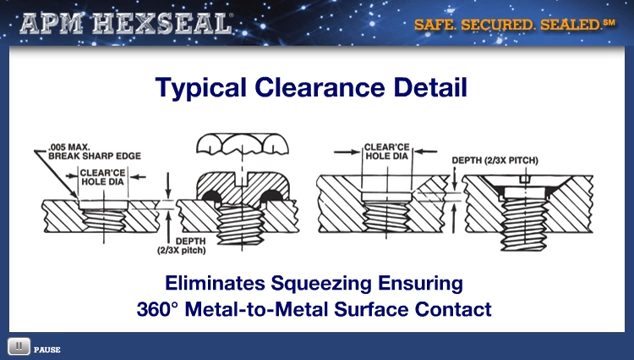 APM HEXSEAL®
SAFE. SECURED. SEALED.℠
Typical Clearance Detail
.005 MAX.
BREAK SHARP EDGE
CLEAR'CE
HOLE DIA
DEPTH
(2/3X pitch)
CLEAR'CE
HOLE DIA
DEPTH (2/3X PITCH)
Eliminates Squeezing Ensuring
360° Metal-to-Metal Surface Contact
PAUSE